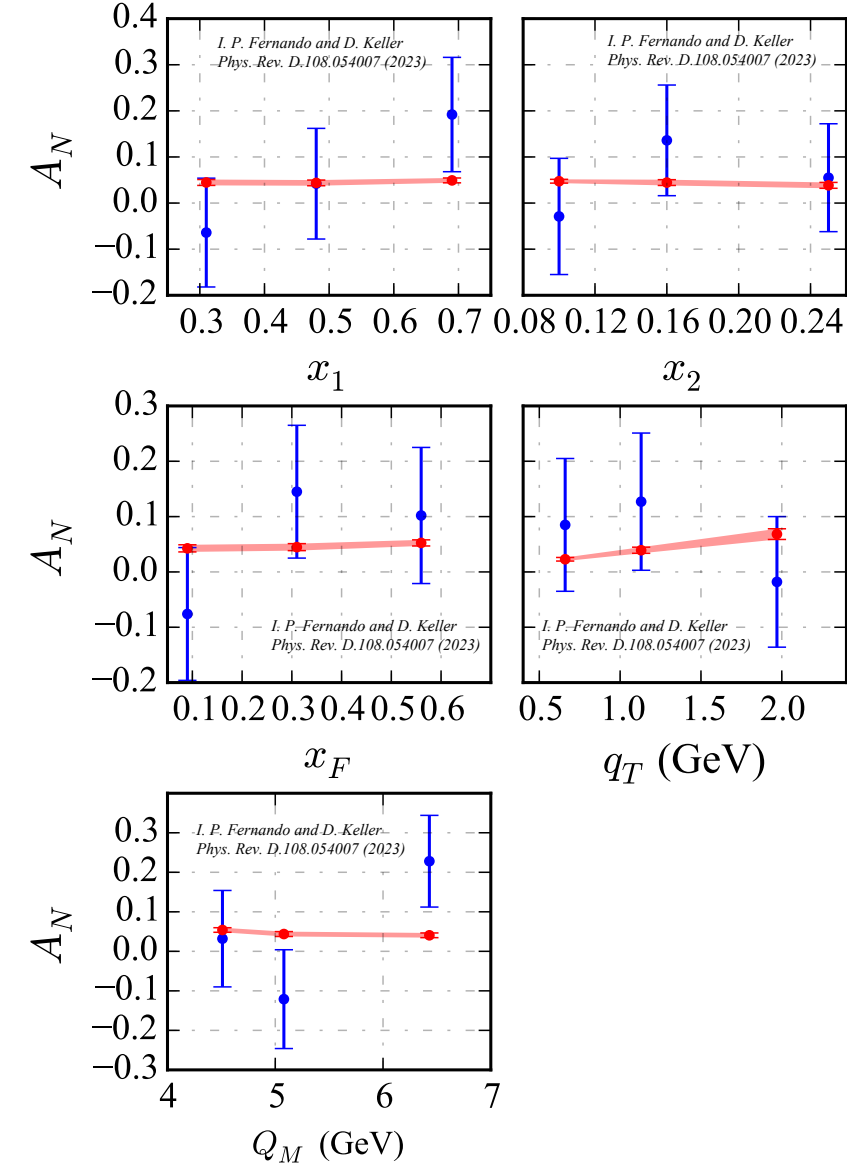 0.4
0.3
0.2
0.1
0.0
−0.1
−0.2
A_N
I. P. Fernando and D. Keller
Phys. Rev. D.108.054007 (2023)
I. P. Fernando and D. Keller
Phys. Rev. D.108.054007 (2023)
0.3 0.4 0.5 0.6 0.7 0.08 0.12 0.16 0.20 0.24
x_1 x_2
0.3
0.2
0.1
0.0
−0.1
−0.2
A_N
I. P. Fernando and D. Keller
Phys. Rev. D.108.054007 (2023)
I. P. Fernando and D. Keller
Phys. Rev. D.108.054007 (2023)
0.1 0.2 0.3 0.4 0.5 0.6 0.5 1.0 1.5 2.0
x_F q_T (GeV)
0.3
0.2
0.1
0.0
−0.1
−0.2
−0.3
A_N
I. P. Fernando and D. Keller
Phys. Rev. D.108.054007 (2023)
4 5 6 7
Q_M (GeV)